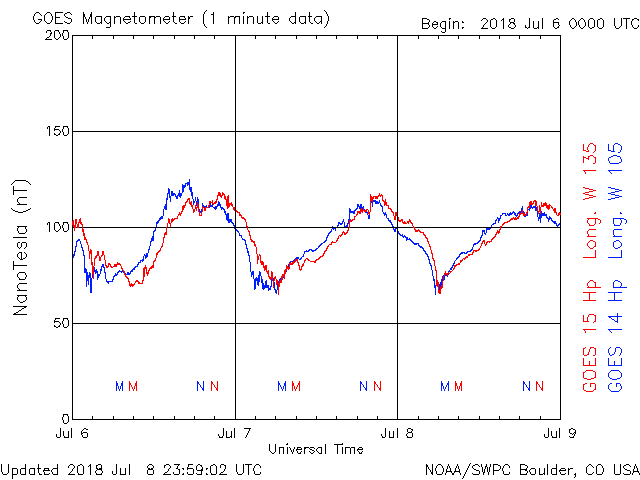 GOES Magnetometer (1 minute data)
Begin: 2018 Jul 6 0000 UTC
200
150
100
50
0
NanoTesla (nT)
M M N N M M N N M M N N
Jul 6 Jul 7 Jul 8 Jul 9
Universal Time
GOES 15 Hp Long. W 135
GOES 14 Hp Long. W 105
Updated 2018 Jul 8 23:59:02 UTC
NOAA/SWPC Boulder, CO USA